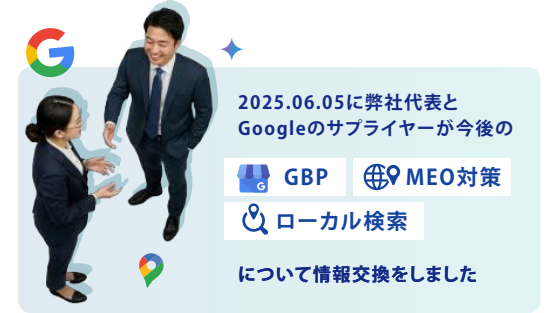 2025.06.05に弊社代表と
Googleのサプライヤーが今後の
GBP
MEO対策
ローカル検索
について情報交換をしました